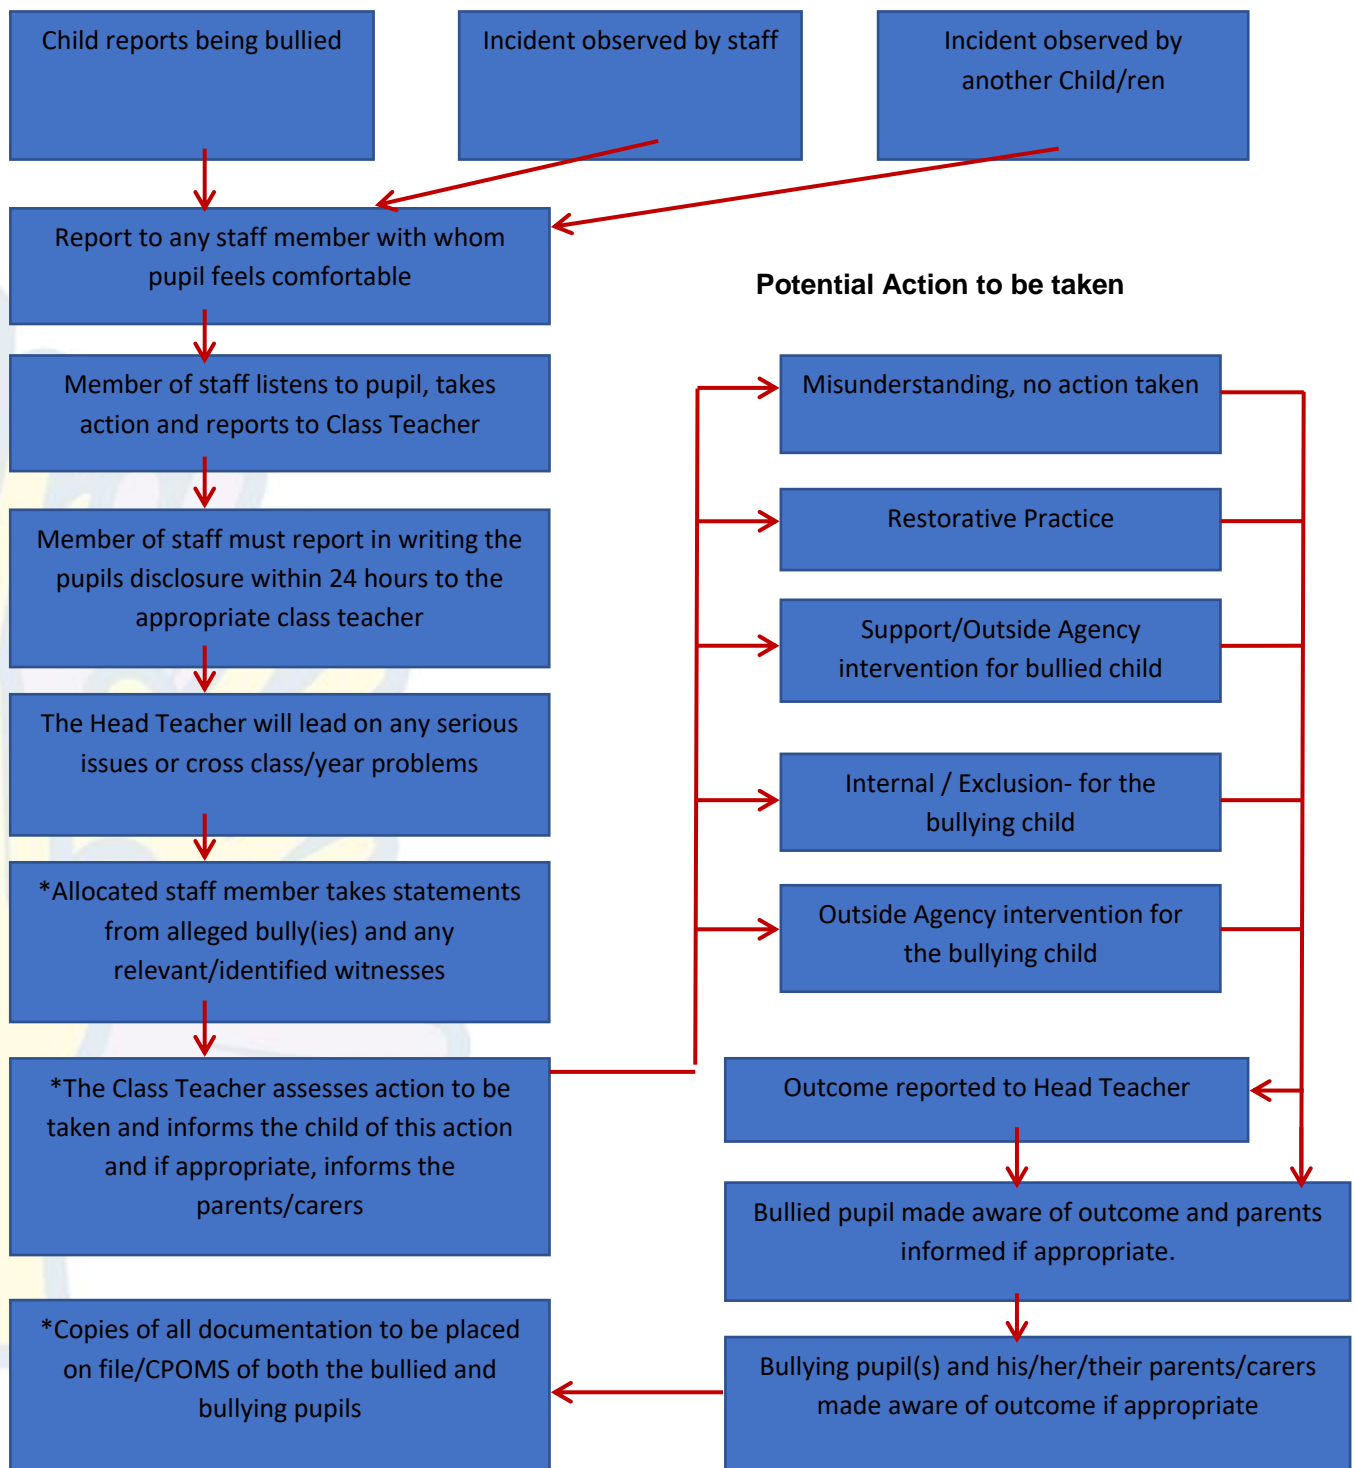 Child reports being bullied
Incident observed by staff
Incident observed by
another Child/ren
Report to any staff member with whom
pupil feels comfortable
Potential Action to be taken
Member of staff listens to pupil, takes
action and reports to Class Teacher
Member of staff must report in writing the
pupils disclosure within 24 hours to the
appropriate class teacher
The Head Teacher will lead on any serious
issues or cross class/year problems
*Allocated staff member takes statements
from alleged bully(ies) and any
relevant/identified witnesses
*The Class Teacher assesses action to be
taken and informs the child of this action
and if appropriate, informs the
parents/carers
Misunderstanding, no action taken
Restorative Practice
Support/Outside Agency
intervention for bullied child
Internal / Exclusion- for the
bullying child
Outside Agency intervention for
the bullying child
Outcome reported to Head Teacher
Bullied pupil made aware of outcome and parents
informed if appropriate.
Bullying pupil(s) and his/her/their parents/carers
made aware of outcome if appropriate
*Copies of all documentation to be placed
on file/CPOMS of both the bullied and
bullying pupils